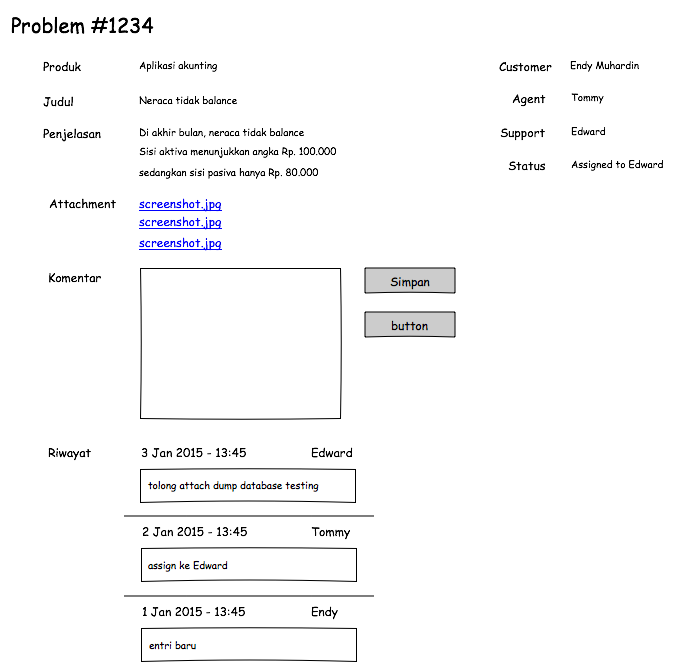 Problem #1234
Produk Aplikasi akunting
Customer Endy Muhardin
Judul Neraca tidak balance
Agent Tommy
Penjelasan Di akhir bulan, neraca tidak balance
Sisi aktiva menunjukkan angka Rp. 100.000
sedangkan sisi pasiva hanya Rp. 80.000
Support Edward
Status Assigned to Edward
Attachment screenshot.jpg
screenshot.jpg
screenshot.jpg
Komentar
Simpan
button
Riwayat 3 Jan 2015 - 13:45 Edward
tolong attach dump database testing
2 Jan 2015 - 13:45 Tommy
assign ke Edward
1 Jan 2015 - 13:45 Endy
entri baru